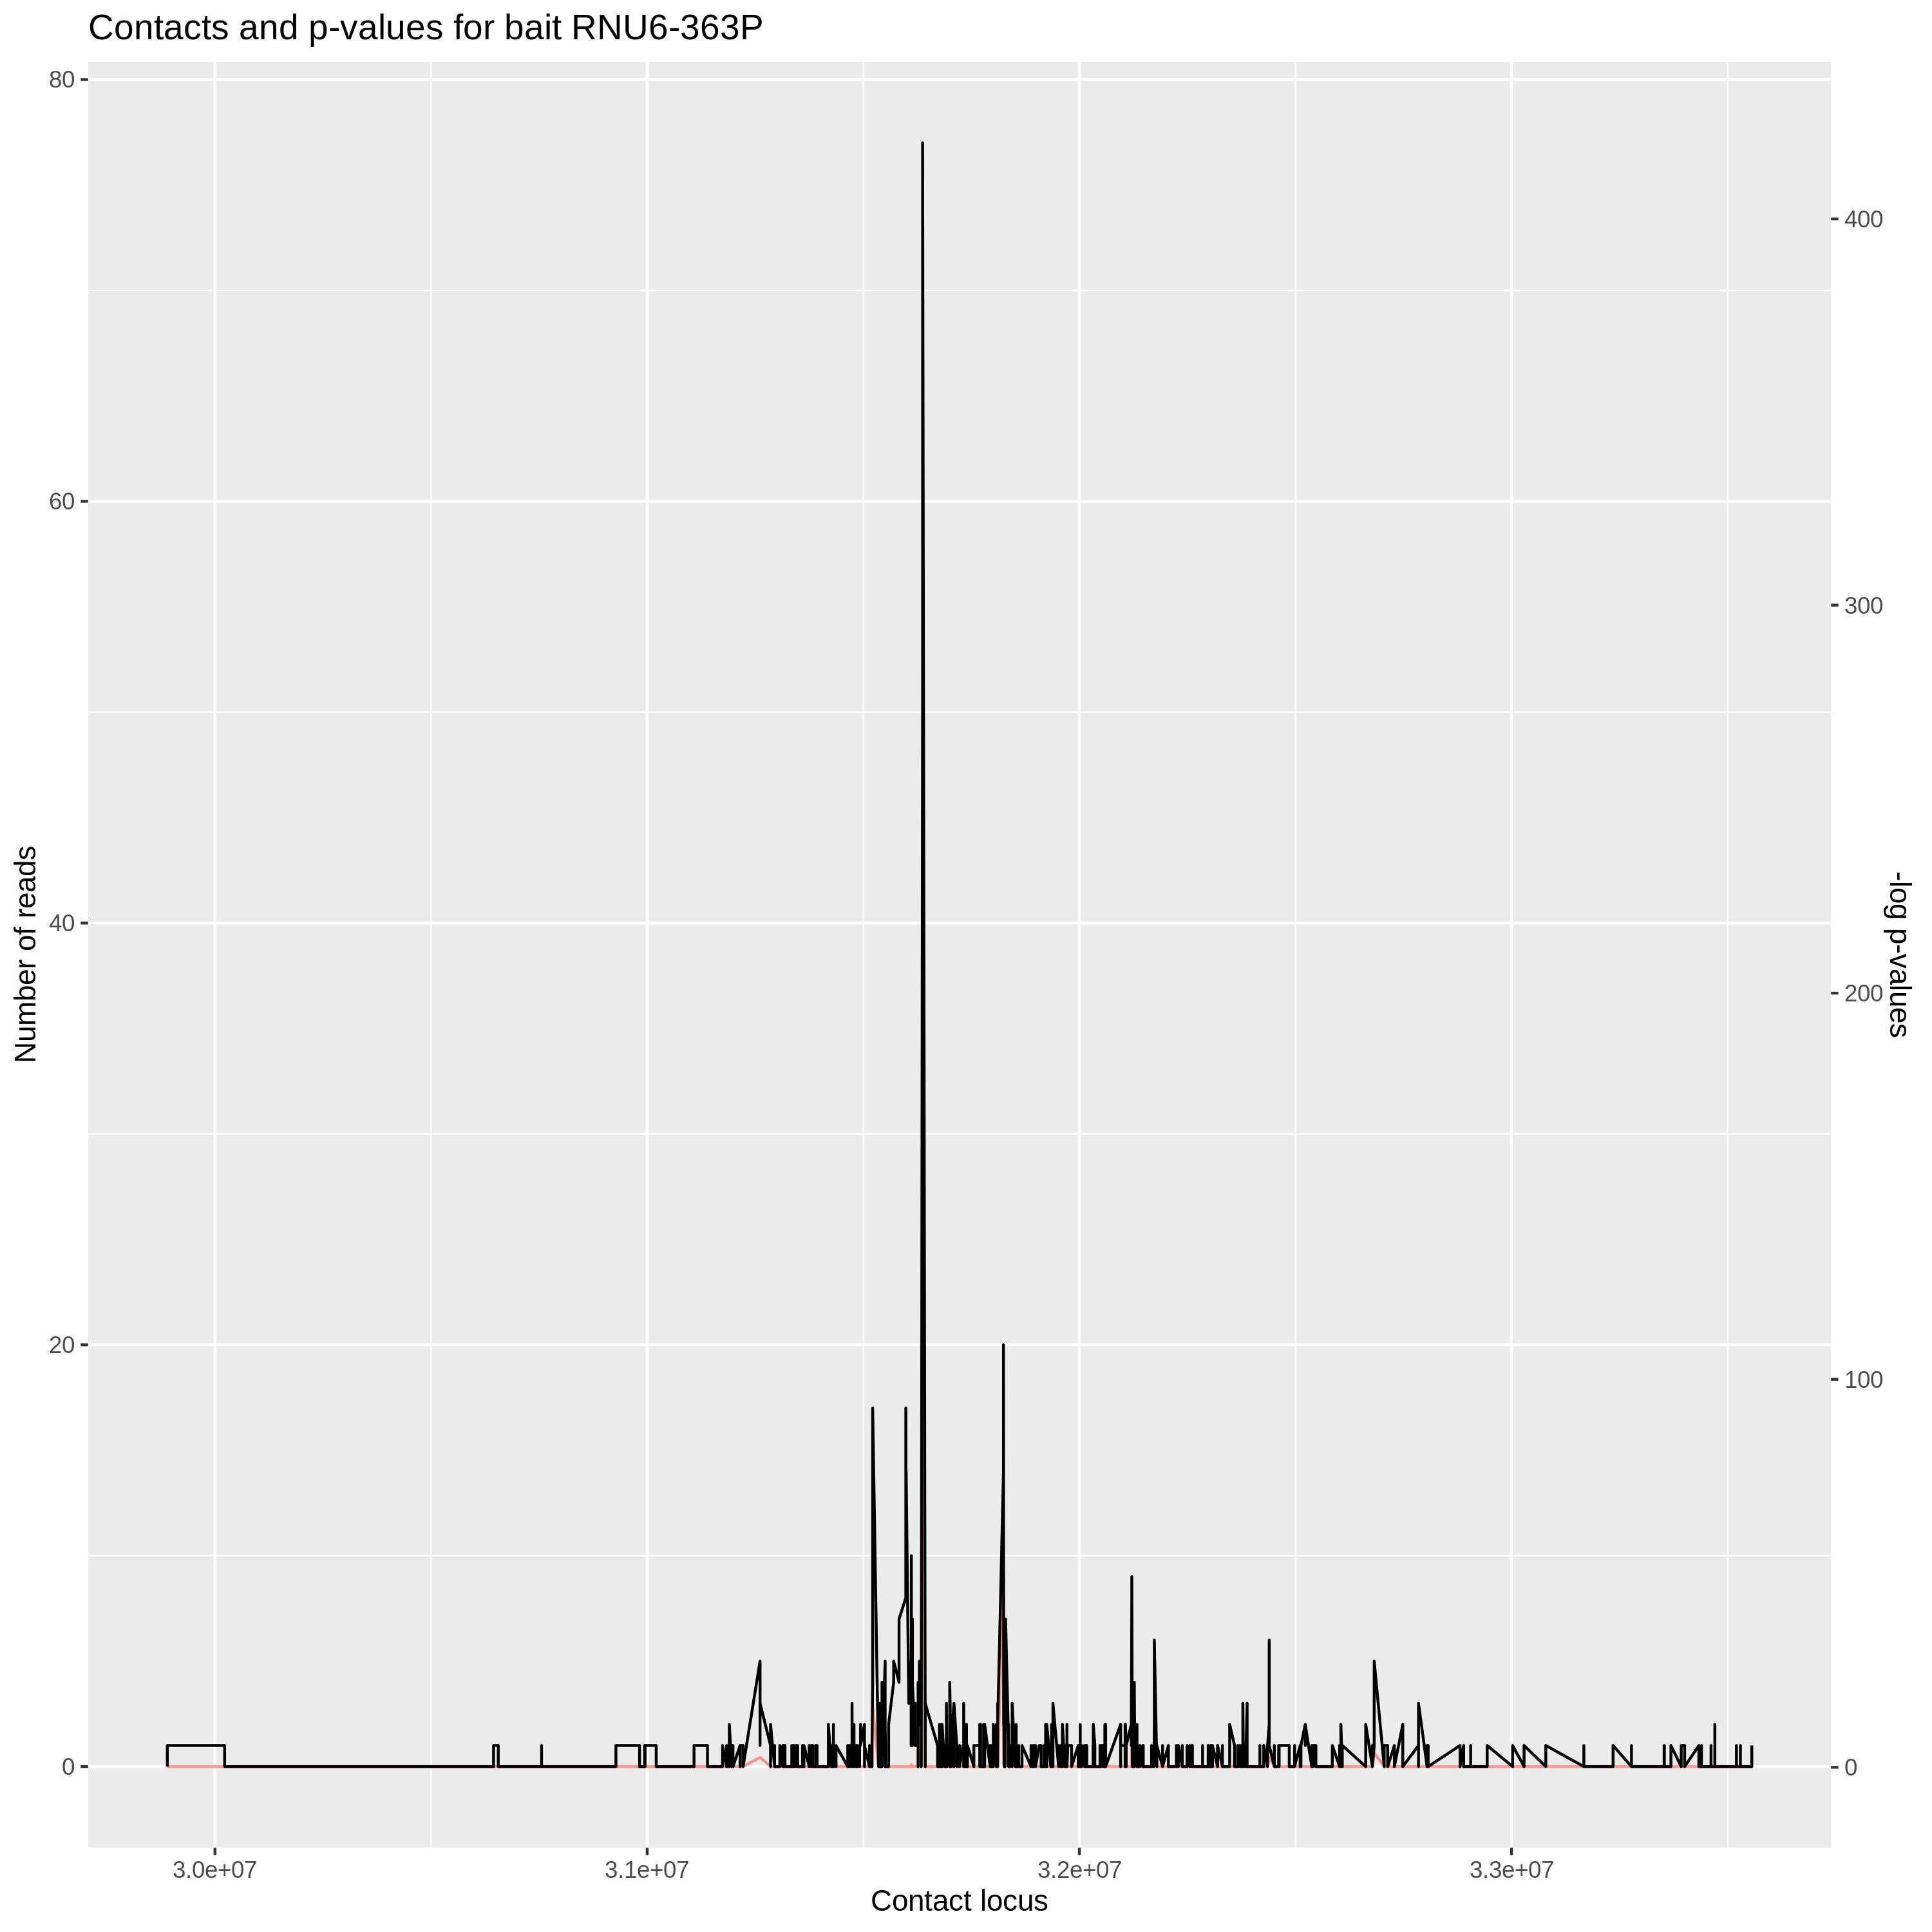 Contacts and p-values for bait RNU6-363P
80
60
40
20
0
Number of reads
400
300
200
100
0
-log p-values
3.0e+07
3.1e+07
3.2e+07
3.3e+07
Contact locus